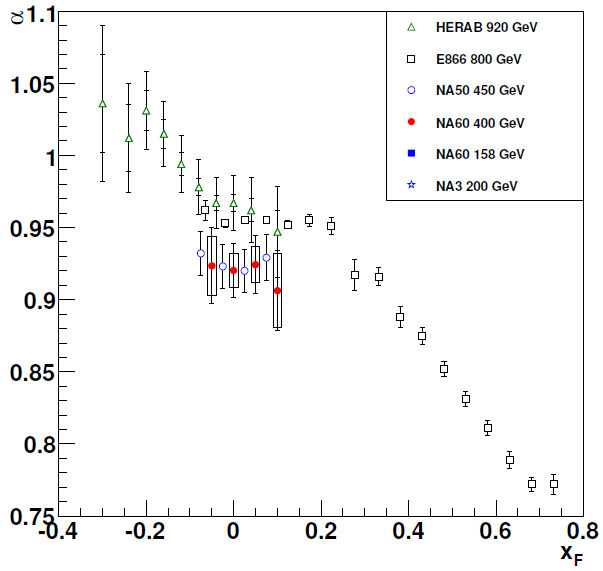 α
1.1
1.05
1
0.95
0.9
0.85
0.8
0.75
HERAB 920 GeV
E866 800 GeV
NA50 450 GeV
NA60 400 GeV
NA60 158 GeV
NA3 200 GeV
-0.4 -0.2 0 0.2 0.4 0.6 0.8
x_F